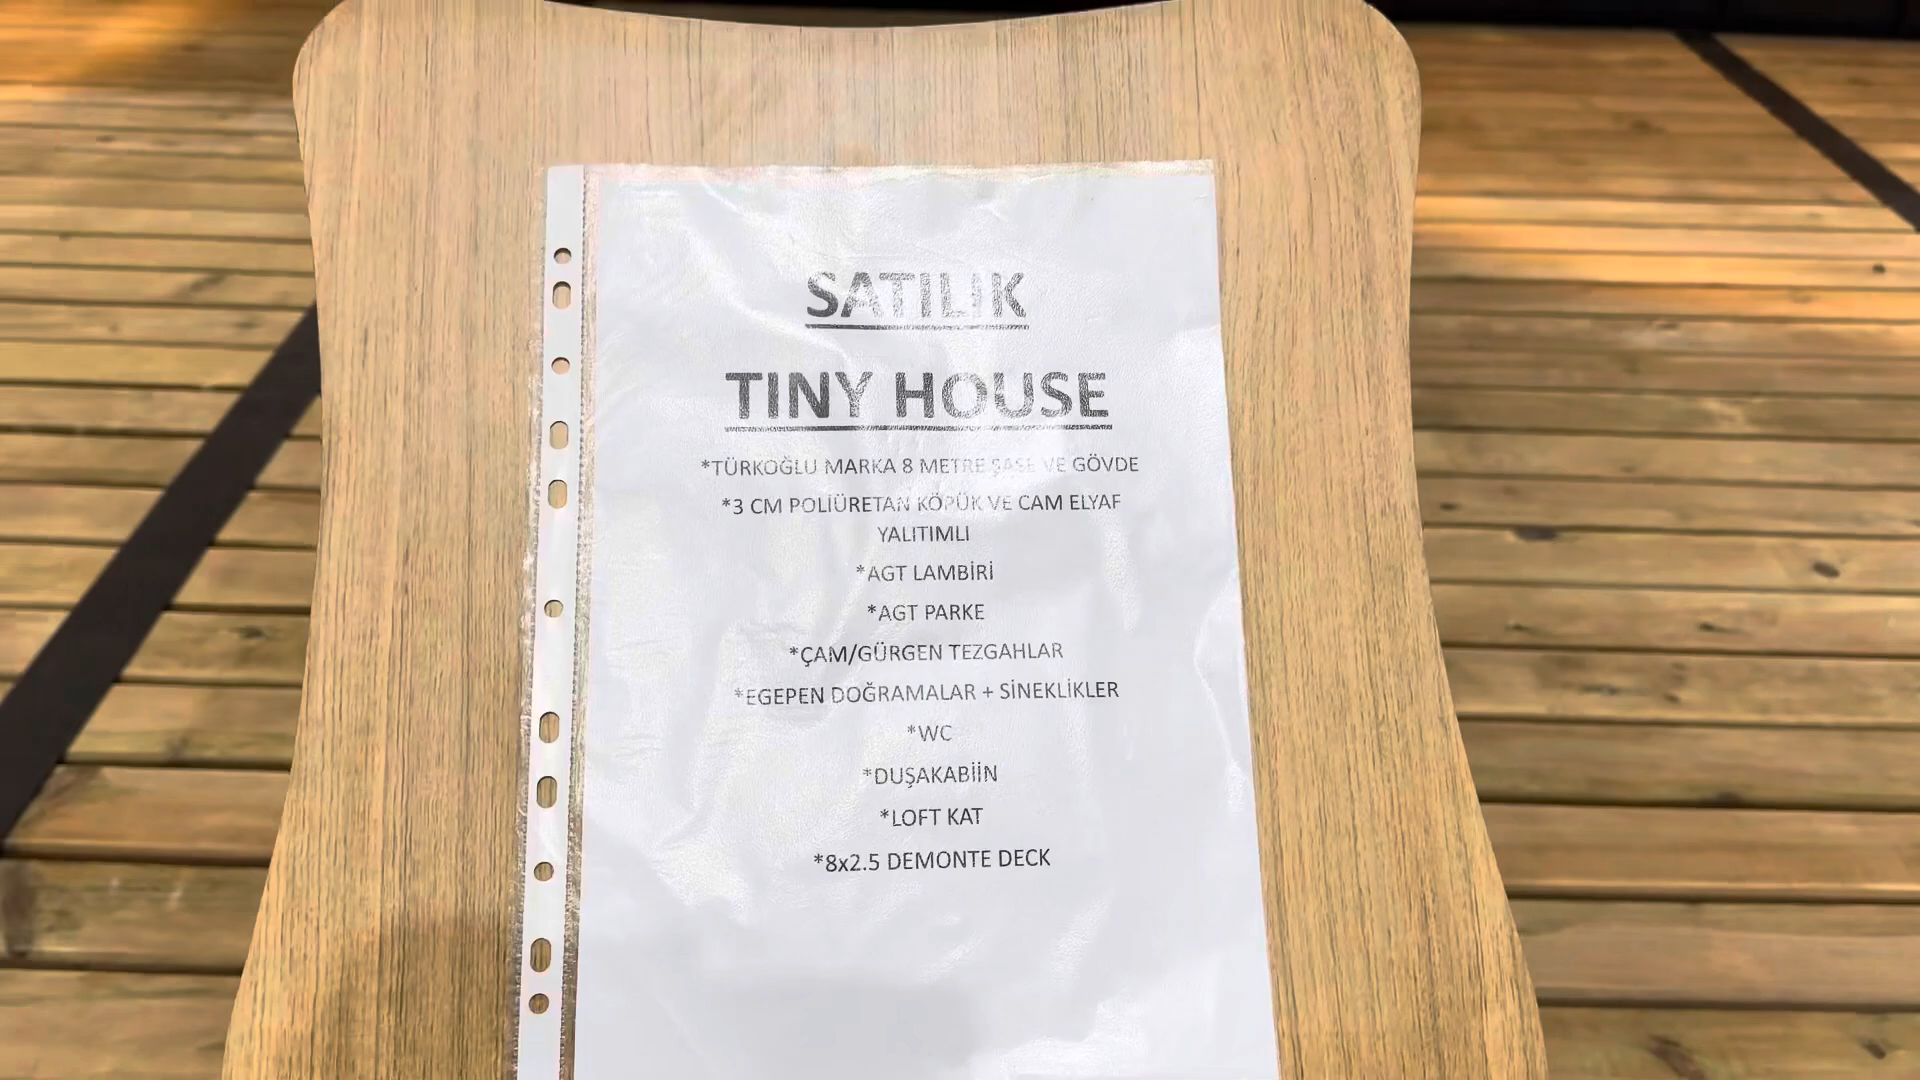 SATILIK
TINY HOUSE
*TÜRKOĞLU MARKA 8 METRE ŞASE VE GÖVDE
*3 CM POLİÜRETAN KÖPÜK VE CAM ELYAF
YALITIMLI
*AGT LAMBİRİ
*AGT PARKE
*ÇAM/GÜRGEN TEZGAHLAR
*EGEPEN DOĞRAMALAR + SİNEKLİKLER
*WC
*DUŞAKABİİN
*LOFT KAT
*8x2.5 DEMONTE DECK